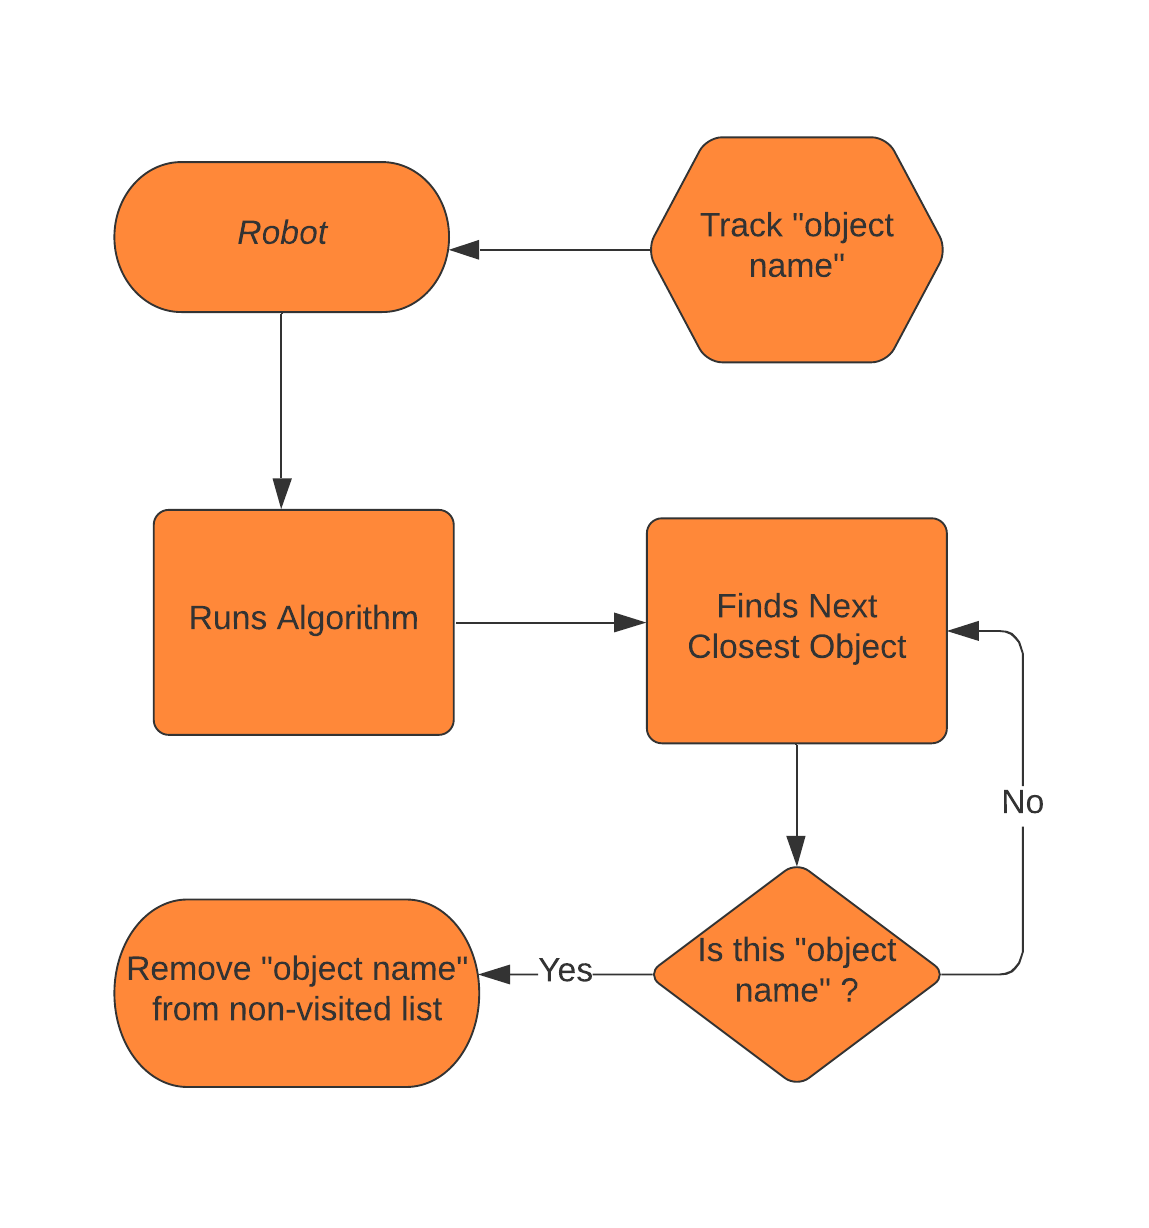 Robot
Track "object
name"
Runs Algorithm
Finds Next
Closest Object
No
Is this "object
name" ?
Yes
Remove "object name"
from non-visited list